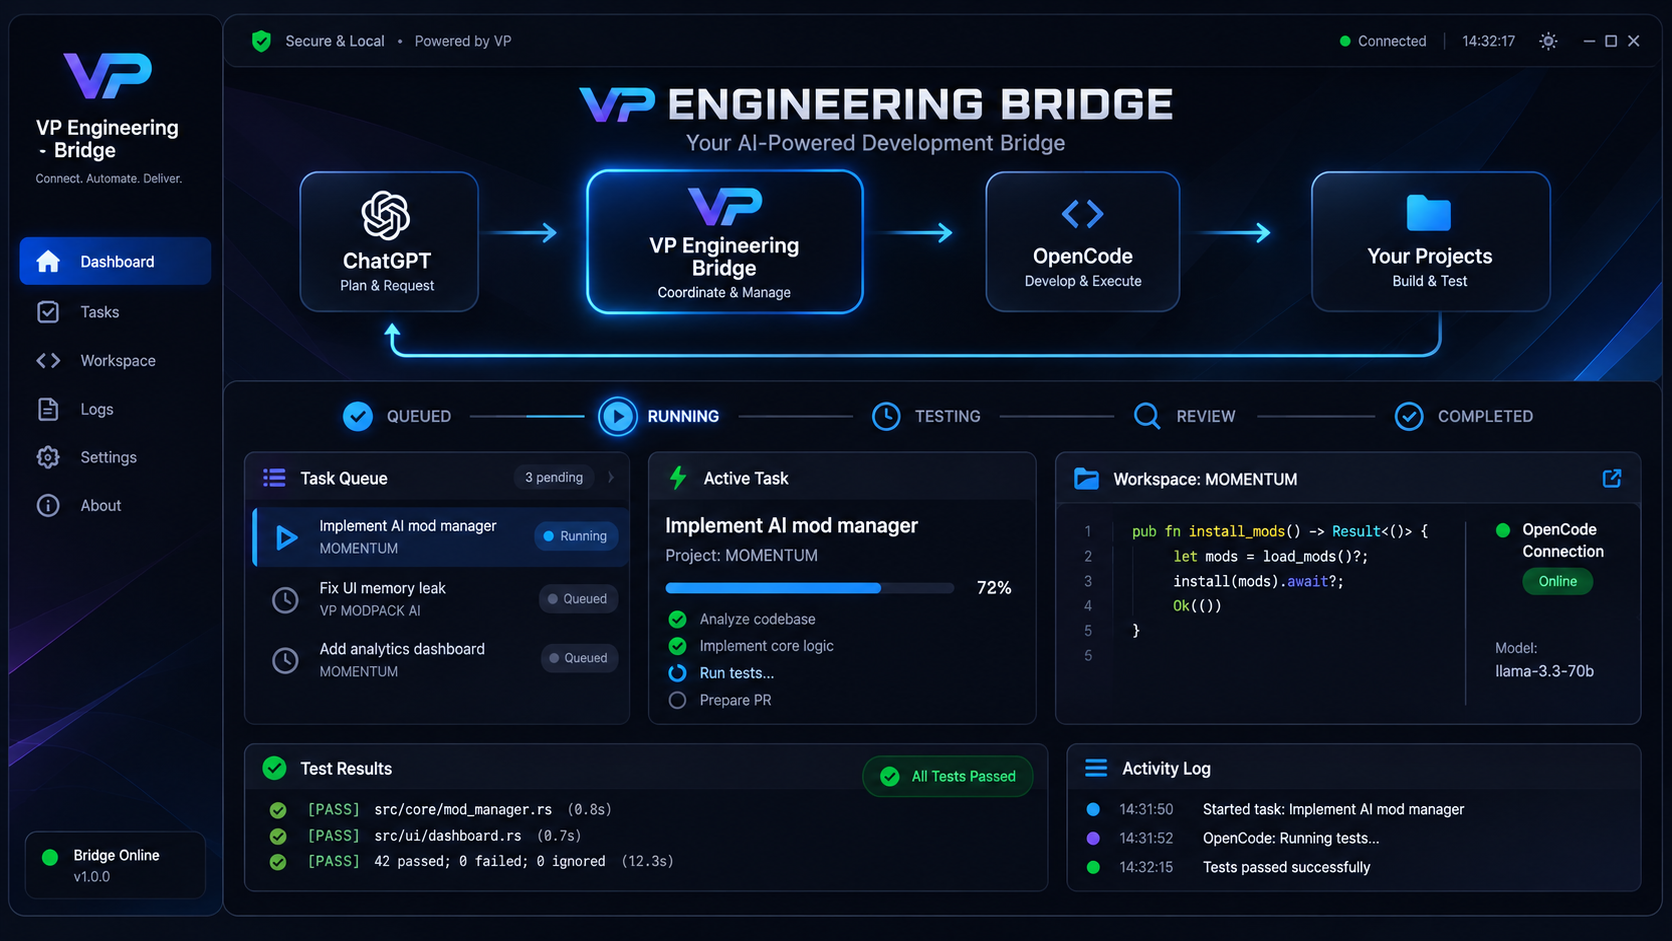 VP
VP Engineering
- Bridge
Connect. Automate. Deliver.
Dashboard
Tasks
Workspace
Logs
Settings
About
Bridge Online
v1.0.0
Secure & Local • Powered by VP
Connected
14:32:17
VP ENGINEERING BRIDGE
Your AI-Powered Development Bridge
ChatGPT
Plan & Request
VP
VP Engineering
Bridge
Coordinate & Manage
OpenCode
Develop & Execute
Your Projects
Build & Test
QUEUED
RUNNING
TESTING
REVIEW
COMPLETED
Task Queue
3 pending
Implement AI mod manager
MOMENTUM
Running
Fix UI memory leak
VP MODPACK AI
Queued
Add analytics dashboard
MOMENTUM
Queued
Active Task
Implement AI mod manager
Project: MOMENTUM
72%
Analyze codebase
Implement core logic
Run tests...
Prepare PR
Workspace: MOMENTUM
1 pub fn install_mods() -> Result<()> {
2 let mods = load_mods()?;
3 install(mods).await?;
4 Ok(())
5 }
5
OpenCode
Connection
Online
Model:
llama-3.3-70b
Test Results
All Tests Passed
[PASS] src/core/mod_manager.rs (0.8s)
[PASS] src/ui/dashboard.rs (0.7s)
[PASS] 42 passed; 0 failed; 0 ignored (12.3s)
Activity Log
14:31:50 Started task: Implement AI mod manager
14:31:52 OpenCode: Running tests...
14:32:15 Tests passed successfully